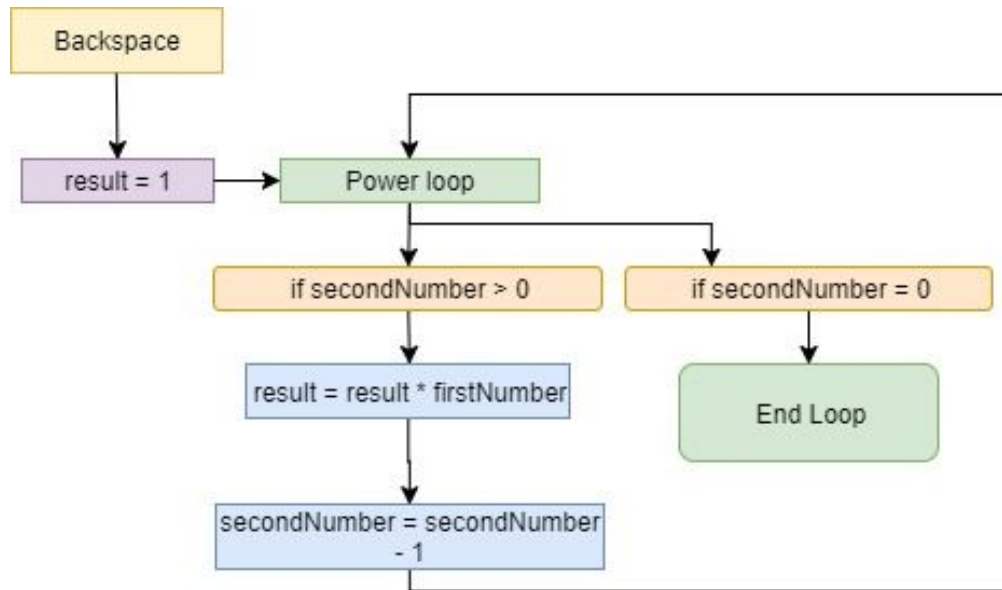 Backspace
result = 1
Power loop
if secondNumber > 0
if secondNumber = 0
result = result * firstNumber
End Loop
secondNumber = secondNumber
- 1